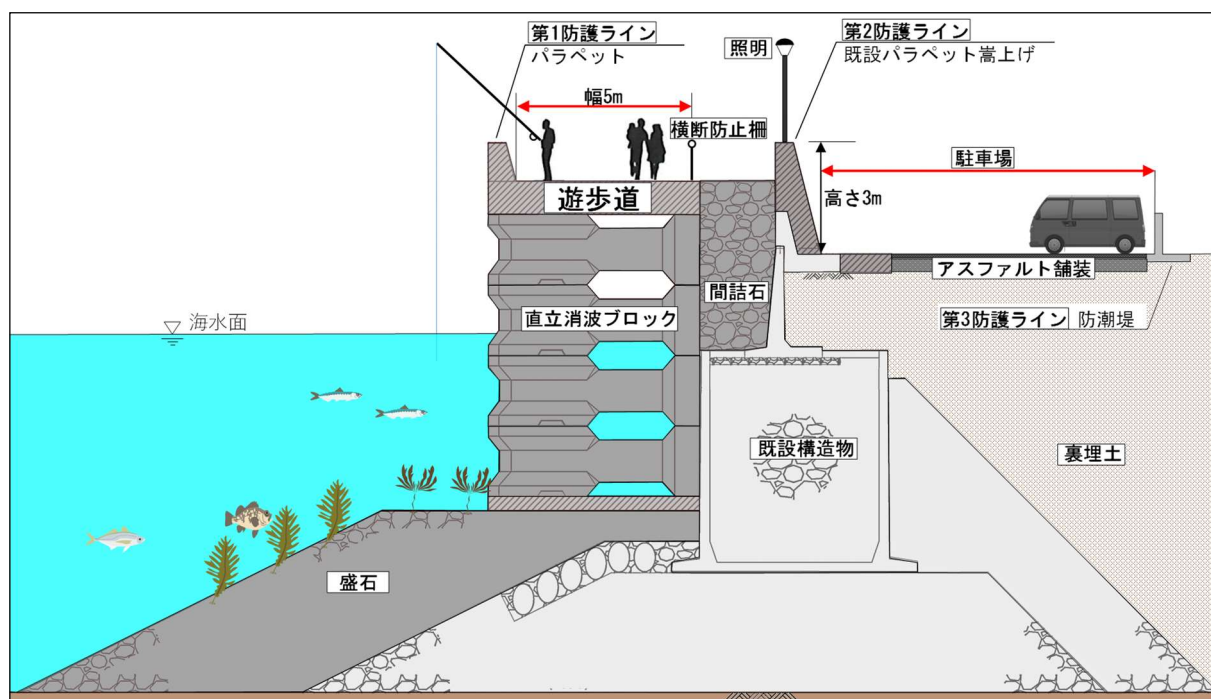 第1防護ライン
パラペット
第2防護ライン
既設パラペット嵩上げ
照明
幅5m
横断防止柵
駐車場
遊歩道
高さ3m
アスファルト舗装
間詰石
直立消波ブロック
第3防護ライン 防潮堤
海水面
既設構造物
裏埋土
盛石